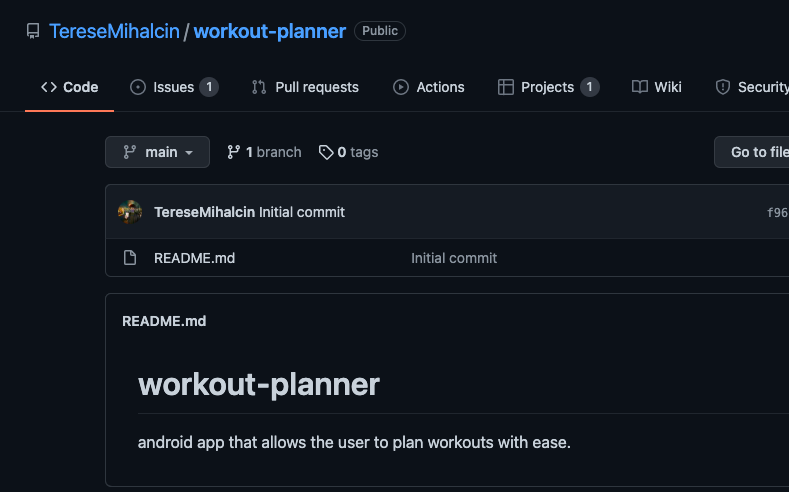 TereseMihalcin / workout-planner Public
Code Issues 1 Pull requests Actions Projects 1 Wiki Security
main 1 branch 0 tags Go to file
TereseMihalcin Initial commit f96
README.md Initial commit
README.md
workout-planner
android app that allows the user to plan workouts with ease.